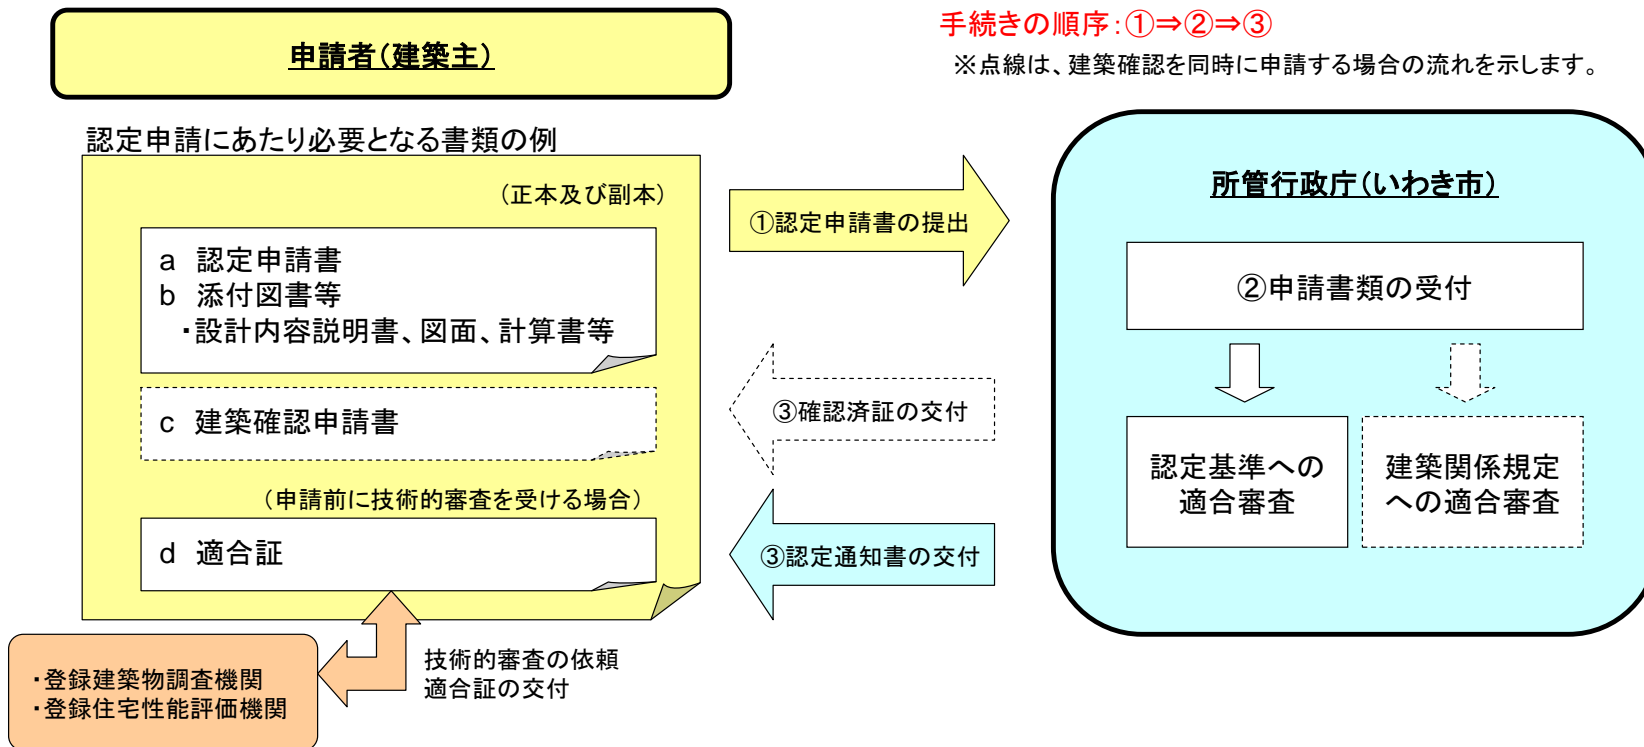 申請者(建築主)
手続きの順序:①⇒②⇒③
※点線は、建築確認を同時に申請する場合の流れを示します。
認定申請にあたり必要となる書類の例
(正本及び副本)
a 認定申請書
b 添付図書等
・設計内容説明書、図面、計算書等
c 建築確認申請書
(申請前に技術的審査を受ける場合)
d 適合証
・登録建築物調査機関
・登録住宅性能評価機関
技術的審査の依頼
適合証の交付
①認定申請書の提出
③確認済証の交付
③認定通知書の交付
所管行政庁(いわき市)
②申請書類の受付
認定基準への
適合審査
建築関係規定
への適合審査